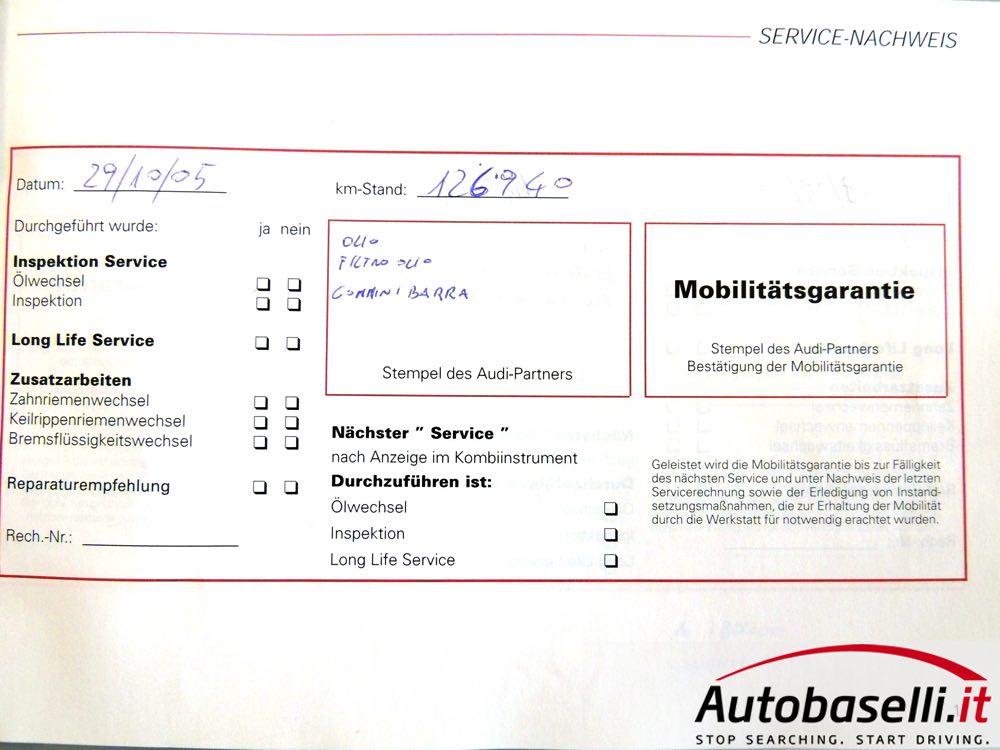 SERVICE-NACHWEIS
Datum: 29/10/05
km-Stand: 126940
Durchgeführt wurde: ja nein
Inspektion Service
Ölwechsel
Inspektion
Long Life Service
Zusatzarbeiten
Zahnriemenwechsel
Keilrippenriemenwechsel
Bremsflüssigkeitswechsel
Reparaturempfehlung
Rech.-Nr.:
OLIO
FILTRO OLIO
GOMMINI BARRA
Stempel des Audi-Partners
Nächster " Service "
nach Anzeige im Kombiinstrument
Durchzuführen ist:
Ölwechsel
Inspektion
Long Life Service
Mobilitätsgarantie
Stempel des Audi-Partners
Bestätigung der Mobilitätsgarantie
Geleistet wird die Mobilitätsgarantie bis zur Fälligkeit
des nächsten Service und unter Nachweis der letzten
Servicerechnung sowie der Erledigung von Instand-
setzungsmaßnahmen, die zur Erhaltung der Mobilität
durch die Werkstatt für notwendig erachtet wurden.
Autobaselli.it
STOP SEARCHING. START DRIVING.